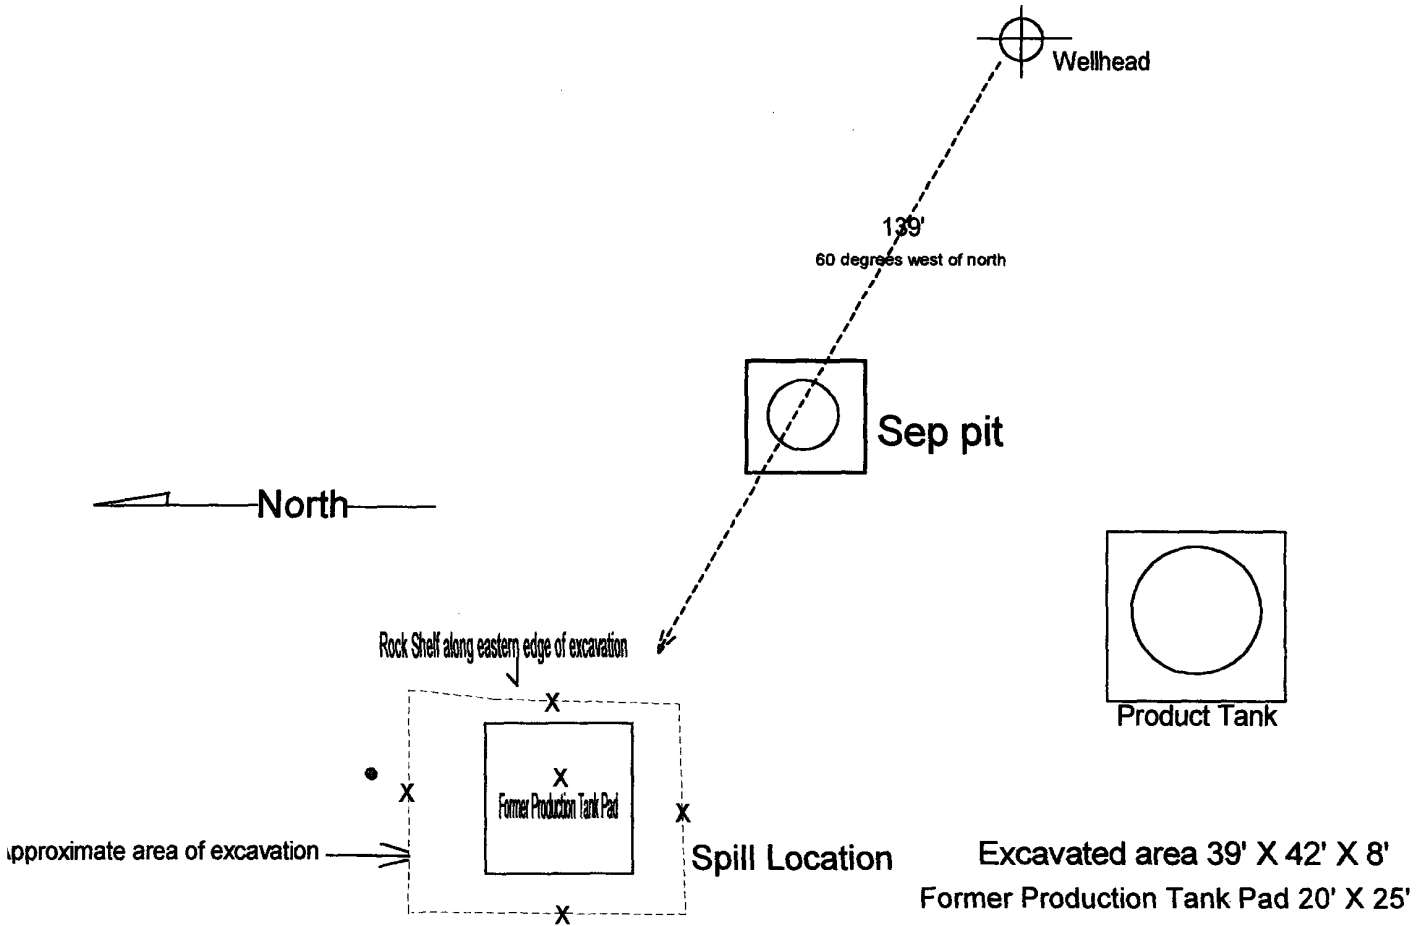 Wellhead
139'
60 degrees west of north
Sep pit
North
Rock Shelf along eastern edge of excavation
Product Tank
X
X
X
Former Production Tank Pad
X
pproximate area of excavation
Spill Location
Excavated area 39' X 42' X 8'
Former Production Tank Pad 20' X 25'
X